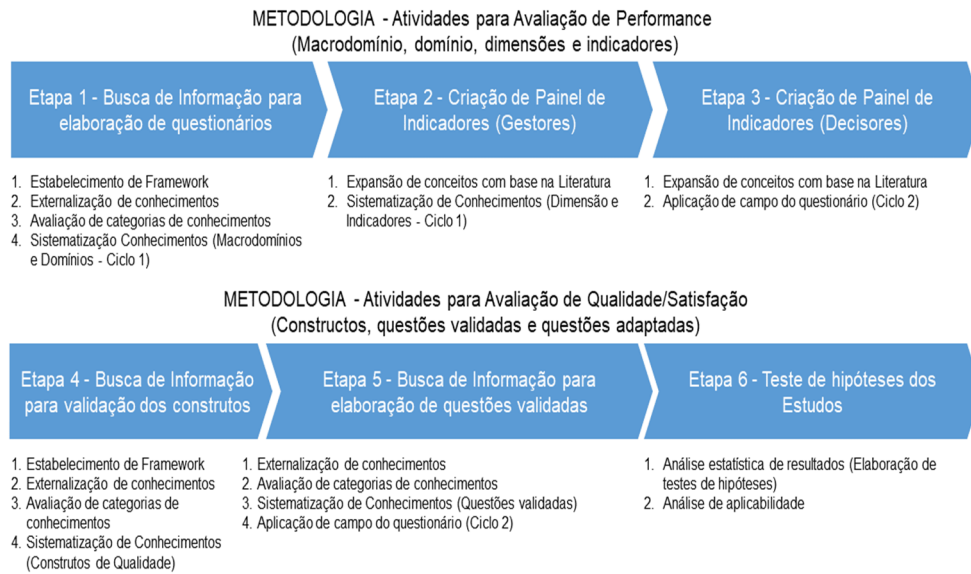 METODOLOGIA - Atividades para Avaliação de Performance
(Macrodomínio, domínio, dimensões e indicadores)
Etapa 1 - Busca de Informação para
elaboração de questionários
Etapa 2 - Criação de Painel de
Indicadores (Gestores)
Etapa 3 - Criação de Painel de
Indicadores (Decisores)
1. Estabelecimento de Framework
2. Externalização de conhecimentos
3. Avaliação de categorias de conhecimentos
4. Sistematização Conhecimentos (Macrodomínios
e Domínios - Ciclo 1)
1. Expansão de conceitos com base na Literatura
2. Sistematização de Conhecimentos (Dimensão e
Indicadores - Ciclo 1)
1. Expansão de conceitos com base na Literatura
2. Aplicação de campo do questionário (Ciclo 2)
METODOLOGIA - Atividades para Avaliação de Qualidade/Satisfação
(Constructos, questões validadas e questões adaptadas)
Etapa 4 - Busca de Informação
para validação dos construtos
Etapa 5 - Busca de Informação para
elaboração de questões validadas
Etapa 6 - Teste de hipóteses dos
Estudos
1. Estabelecimento de Framework
2. Externalização de conhecimentos
3. Avaliação de categorias de
conhecimentos
4. Sistematização de Conhecimentos
(Construtos de Qualidade)
1. Externalização de conhecimentos
2. Avaliação de categorias de conhecimentos
3. Sistematização de Conhecimentos (Questões validadas)
4. Aplicação de campo do questionário (Ciclo 2)
1. Análise estatística de resultados (Elaboração de
testes de hipóteses)
2. Análise de aplicabilidade